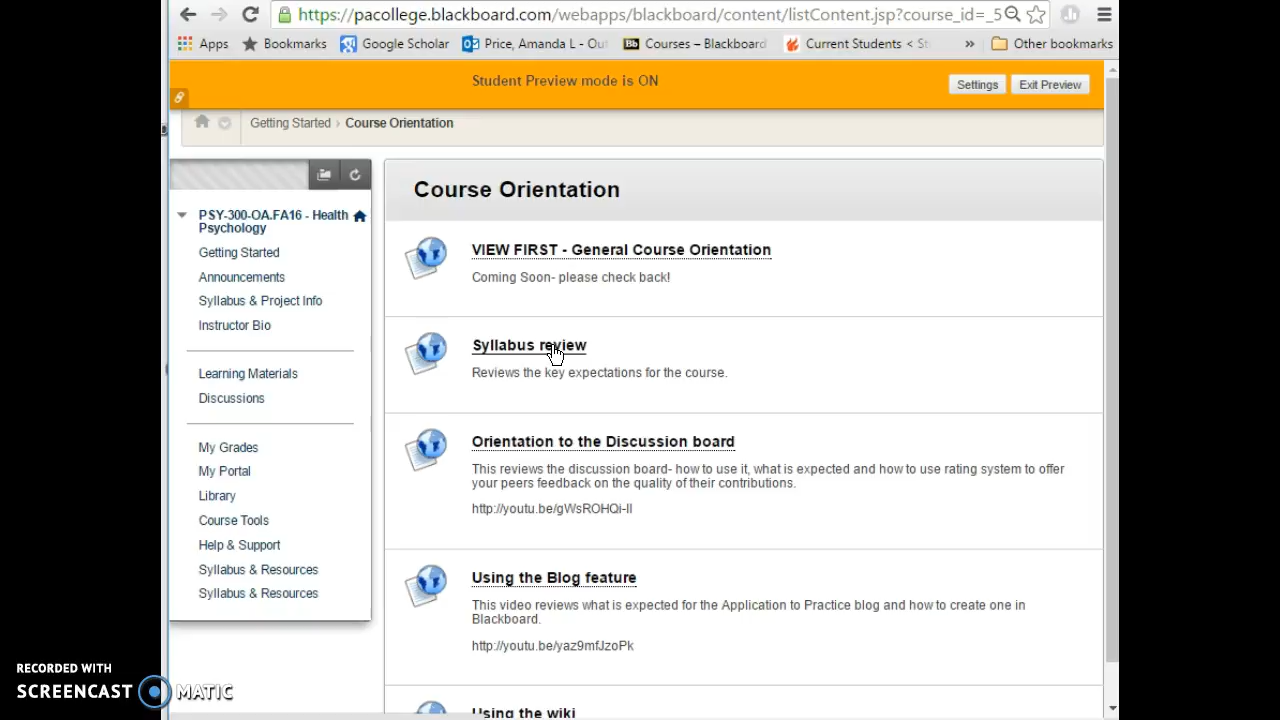 https://pacollege.blackboard.com/webapps/blackboard/content/listContent.jsp?course_id=_5
Apps Bookmarks Google Scholar Price, Amanda L - Out Courses – Blackboard Current Students < St » Other bookmarks
Student Preview mode is ON
Settings Exit Preview
Getting Started › Course Orientation
PSY-300-OA.FA16 - Health Psychology
Getting Started
Announcements
Syllabus & Project Info
Instructor Bio
Learning Materials
Discussions
My Grades
My Portal
Library
Course Tools
Help & Support
Syllabus & Resources
Syllabus & Resources
Course Orientation
VIEW FIRST - General Course Orientation
Coming Soon- please check back!
Syllabus review
Reviews the key expectations for the course.
Orientation to the Discussion board
This reviews the discussion board- how to use it, what is expected and how to use rating system to offer
your peers feedback on the quality of their contributions.
http://youtu.be/gWsROHQi-lI
Using the Blog feature
This video reviews what is expected for the Application to Practice blog and how to create one in
Blackboard.
http://youtu.be/yaz9mfJzoPk
Using the wiki
RECORDED WITH
SCREENCAST MATIC